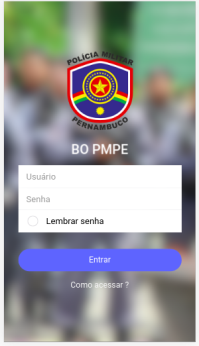 POLÍCIA MILITAR
PERNAMBUCO
BO PMPE
Usuário
Senha
Lembrar senha
Entrar
Como acessar ?